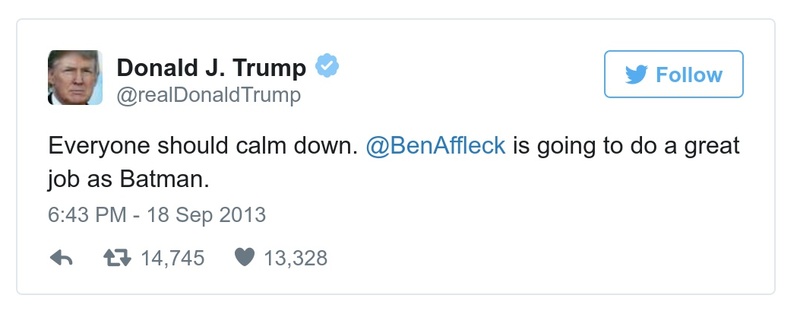 Donald J. Trump
@realDonaldTrump
Follow
Everyone should calm down. @BenAffleck is going to do a great
job as Batman.
6:43 PM - 18 Sep 2013
14,745 13,328